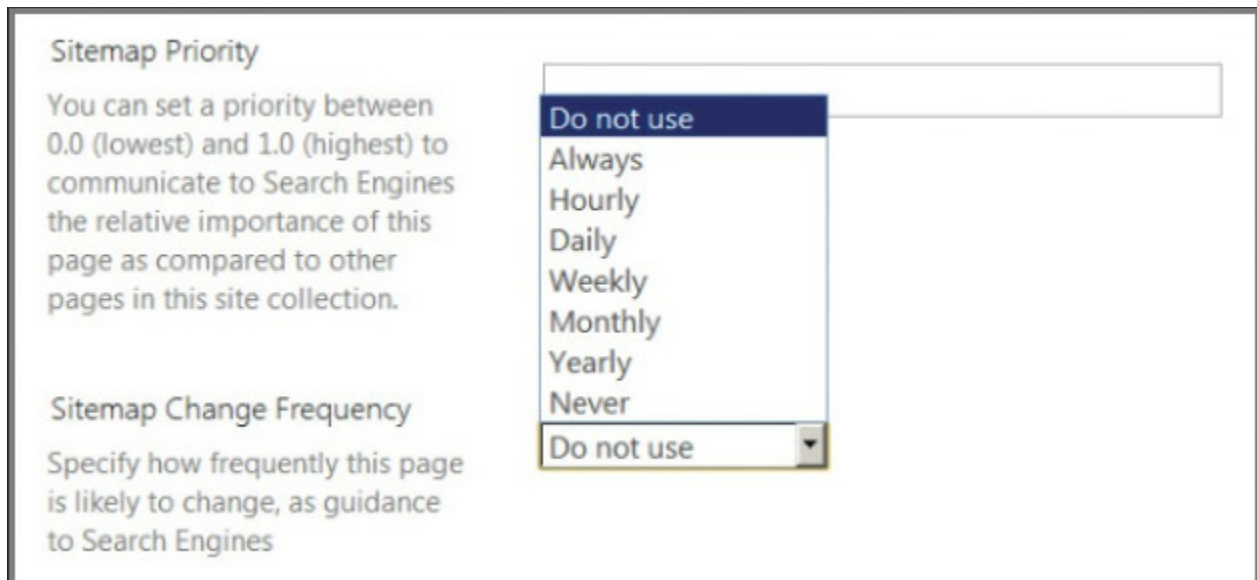 Sitemap Priority
You can set a priority between
0.0 (lowest) and 1.0 (highest) to
communicate to Search Engines
the relative importance of this
page as compared to other
pages in this site collection.
Do not use
Always
Hourly
Daily
Weekly
Monthly
Yearly
Never
Sitemap Change Frequency
Do not use
Specify how frequently this page
is likely to change, as guidance
to Search Engines